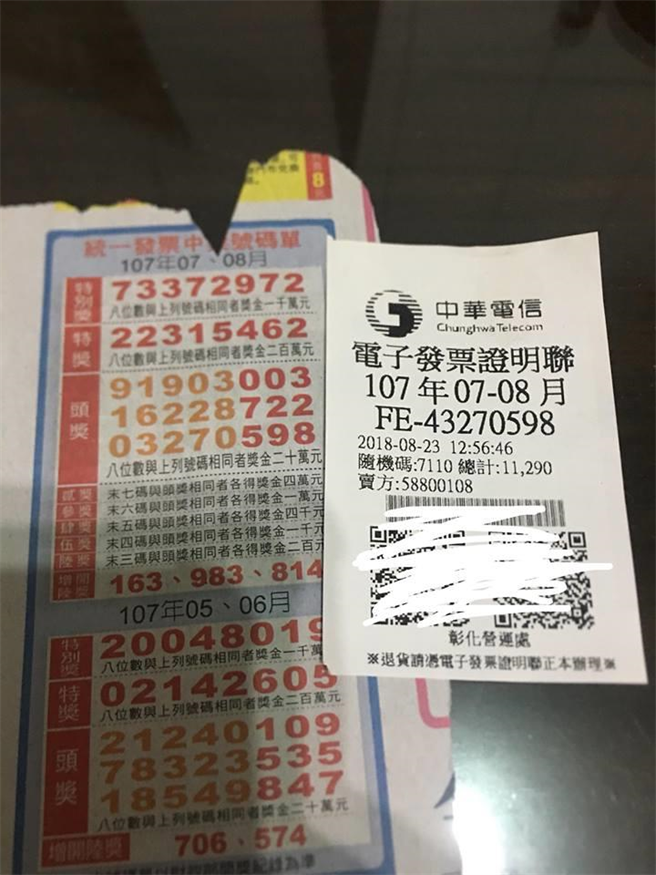 8
統一發票中獎號碼單
107年07、08月
特別獎
73372972
八位數與上列號碼相同者獎金一千萬元
特獎
22315462
八位數與上列號碼相同者獎金二百萬元
頭獎
91903003
16228722
03270598
八位數與上列號碼相同者獎金二十萬元
貳獎 末七碼與頭獎相同者各得獎金四萬元
參獎 末六碼與頭獎相同者各得獎金一萬元
肆獎 末五碼與頭獎相同者各得獎金四千元
伍獎 末四碼與頭獎相同者各得獎金一千元
陸獎 末三碼與頭獎相同者各得獎金二百元
增開陸獎 163、983、814
107年05、06月
特別獎
20048019
八位數與上列號碼相同者獎金一千萬
特獎
02142605
八位數與上列號碼相同者獎金二百萬元
頭獎
21240109
78323535
18549847
八位數與上列號碼相同者獎金二十萬元
增開陸獎 706、574
中華電信
Chunghwa Telecom
電子發票證明聯
107年07-08月
FE-43270598
2018-08-23 12:56:46
隨機碼:7110 總計:11,290
賣方:58800108
彰化營運處
※退貨請憑電子發票證明聯正本辦理※